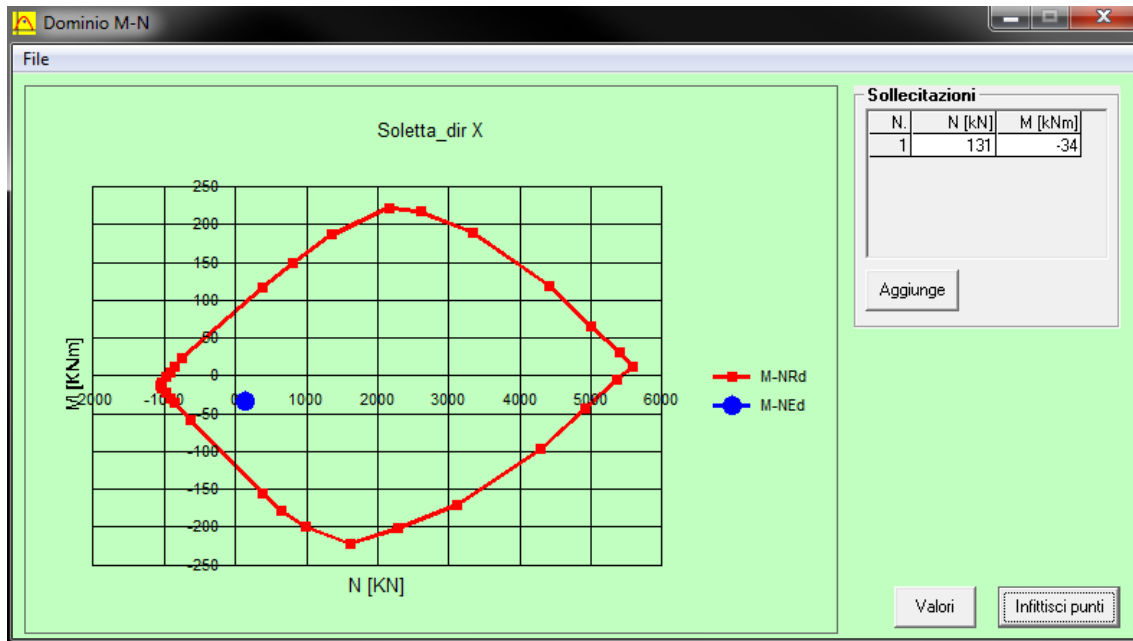 Dominio M-N
File
Soletta_dir X
250
200
150
100
50
0
-50
-100
-150
-200
-250
M [KNm]
-2000 -1000 0 1000 2000 3000 4000 5000 6000
N [KN]
M-NRd
M-NEd
Sollecitazioni
N. N [kN] M [kNm]
1 131 -34
Aggiunge
Valori Infittisci punti